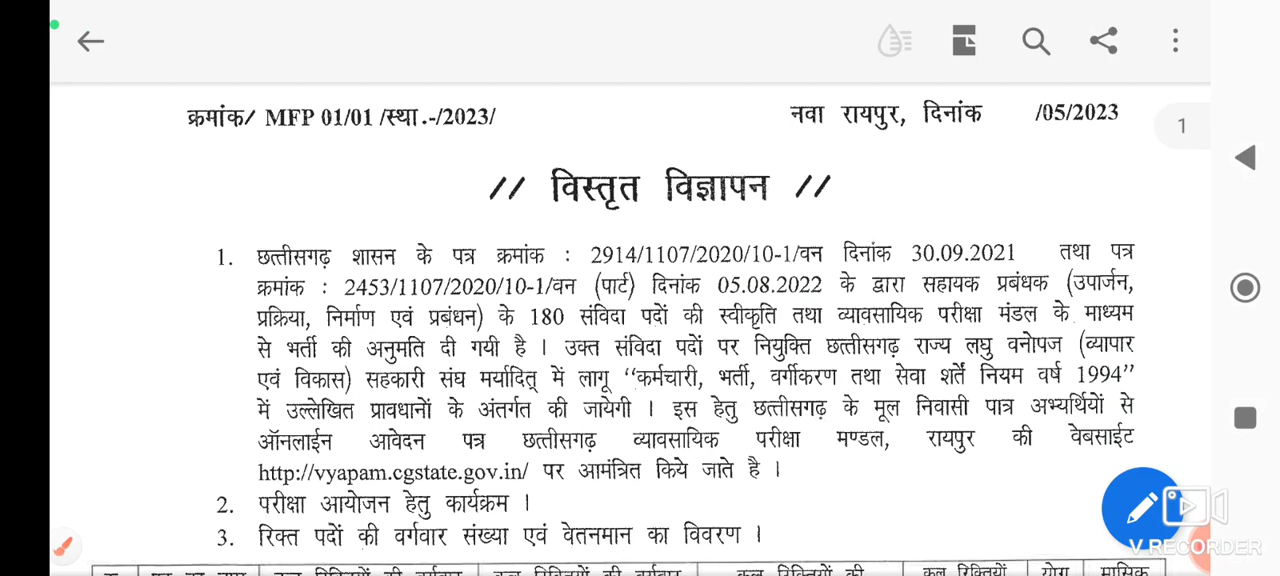 क्रमांक/ MFP 01/01 /स्था.-/2023/ नवा रायपुर, दिनांक /05/2023
1
// विस्तृत विज्ञापन //
1. छत्तीसगढ़ शासन के पत्र क्रमांक : 2914/1107/2020/10-1/वन दिनांक 30.09.2021 तथा पत्र
क्रमांक : 2453/1107/2020/10-1/वन (पार्ट) दिनांक 05.08.2022 के द्वारा सहायक प्रबंधक (उपार्जन,
प्रक्रिया, निर्माण एवं प्रबंधन) के 180 संविदा पदों की स्वीकृति तथा व्यावसायिक परीक्षा मंडल के माध्यम
से भर्ती की अनुमति दी गयी है । उक्त संविदा पदों पर नियुक्ति छत्तीसगढ़ राज्य लघु वनोपज (व्यापार
एवं विकास) सहकारी संघ मर्यादित् में लागू “कर्मचारी, भर्ती, वर्गीकरण तथा सेवा शर्तें नियम वर्ष 1994”
में उल्लेखित प्रावधानों के अंतर्गत की जायेगी । इस हेतु छत्तीसगढ़ के मूल निवासी पात्र अभ्यर्थियों से
ऑनलाईन आवेदन पत्र छत्तीसगढ़ व्यावसायिक परीक्षा मण्डल, रायपुर की वेबसाईट
http://vyapam.cgstate.gov.in/ पर आमंत्रित किये जाते है ।
2. परीक्षा आयोजन हेतु कार्यक्रम ।
3. रिक्त पदों की वर्गवार संख्या एवं वेतनमान का विवरण ।
V RECORDER